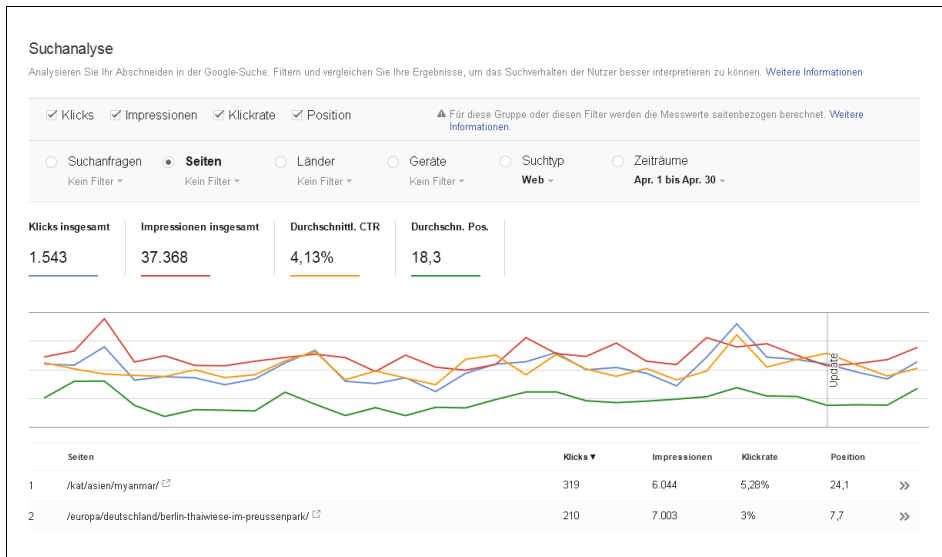 Suchanalyse
Analysieren Sie Ihr Abschneiden in der Google-Suche. Filtern und vergleichen Sie Ihre Ergebnisse, um das Suchverhalten der Nutzer besser interpretieren zu können. Weitere Informationen
Klicks Impressionen Klickrate Position
Für diese Gruppe oder diesen Filter werden die Messwerte seitenbezogen berechnet. Weitere
Informationen.
Suchanfragen Seiten Länder Geräte Suchtyp Zeiträume
Kein Filter Kein Filter Kein Filter Kein Filter Web Apr. 1 bis Apr. 30
Klicks insgesamt Impressionen insgesamt Durchschnittl. CTR Durchschn. Pos.
1.543 37.368 4,13% 18,3
Update
Seiten Klicks▼ Impressionen Klickrate Position
1 /kat/asien/myanmar/ 319 6.044 5,28% 24,1 »
2 /europa/deutschland/berlin-thaiwiese-im-preussenpark/ 210 7.003 3% 7,7 »